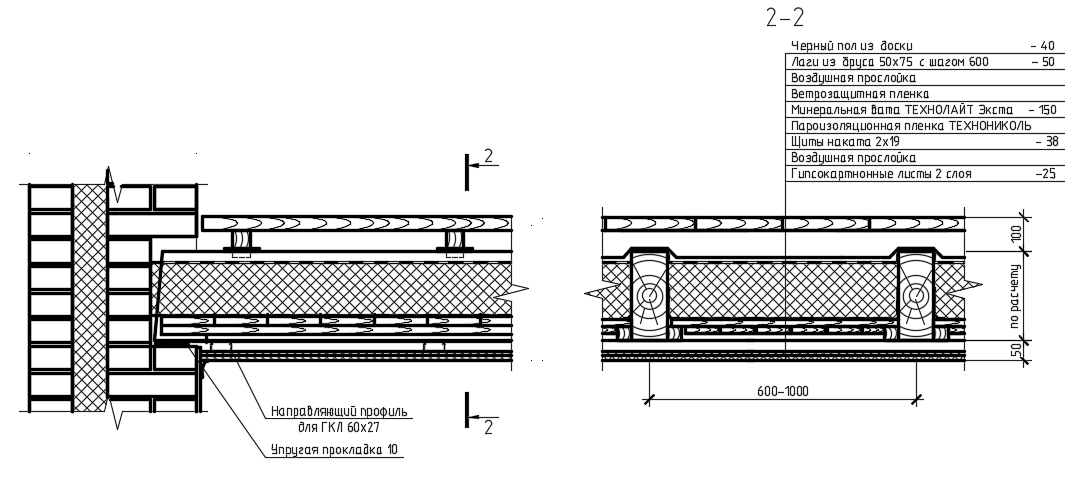 2-2
Черный пол из доски - 40
Лаги из бруса 50х75 с шагом 600 - 50
Воздушная прослойка
Ветрозащитная пленка
Минеральная вата ТЕХНОЛАЙТ Экста - 150
Пароизоляционная пленка ТЕХНОНИКОЛЬ
Щиты наката 2х19 - 38
Воздушная прослойка
Гипсокартнонные листы 2 слоя -25
2
100
по расчету
50
600-1000
Направляющий профиль
для ГКЛ 60х27
2
Упругая прокладка 10